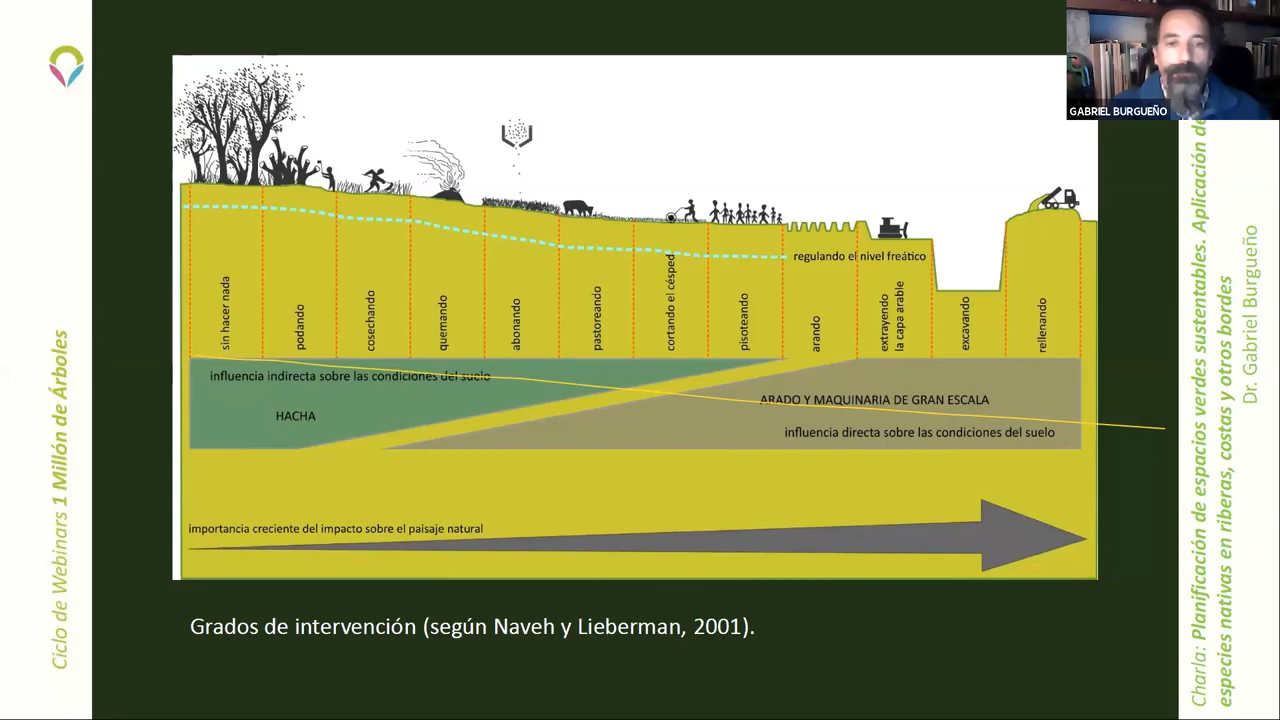 Ciclo de Webinars 1 Millón de Árboles
GABRIEL BURGUEÑO
regulando el nivel freático
sin hacer nada
podando
cosechando
quemando
abonando
pastoreando
cortando el césped
pisoteando
arando
extrayendo
la capa arable
excavando
rellenando
influencia indirecta sobre las condiciones del suelo
HACHA
ARADO Y MAQUINARIA DE GRAN ESCALA
influencia directa sobre las condiciones del suelo
importancia creciente del impacto sobre el paisaje natural
Grados de intervención (según Naveh y Lieberman, 2001).
Charla: Planificación de espacios verdes sustentables. Aplicación de
especies nativas en riberas, costas y otros bordes
Dr. Gabriel Burgueño